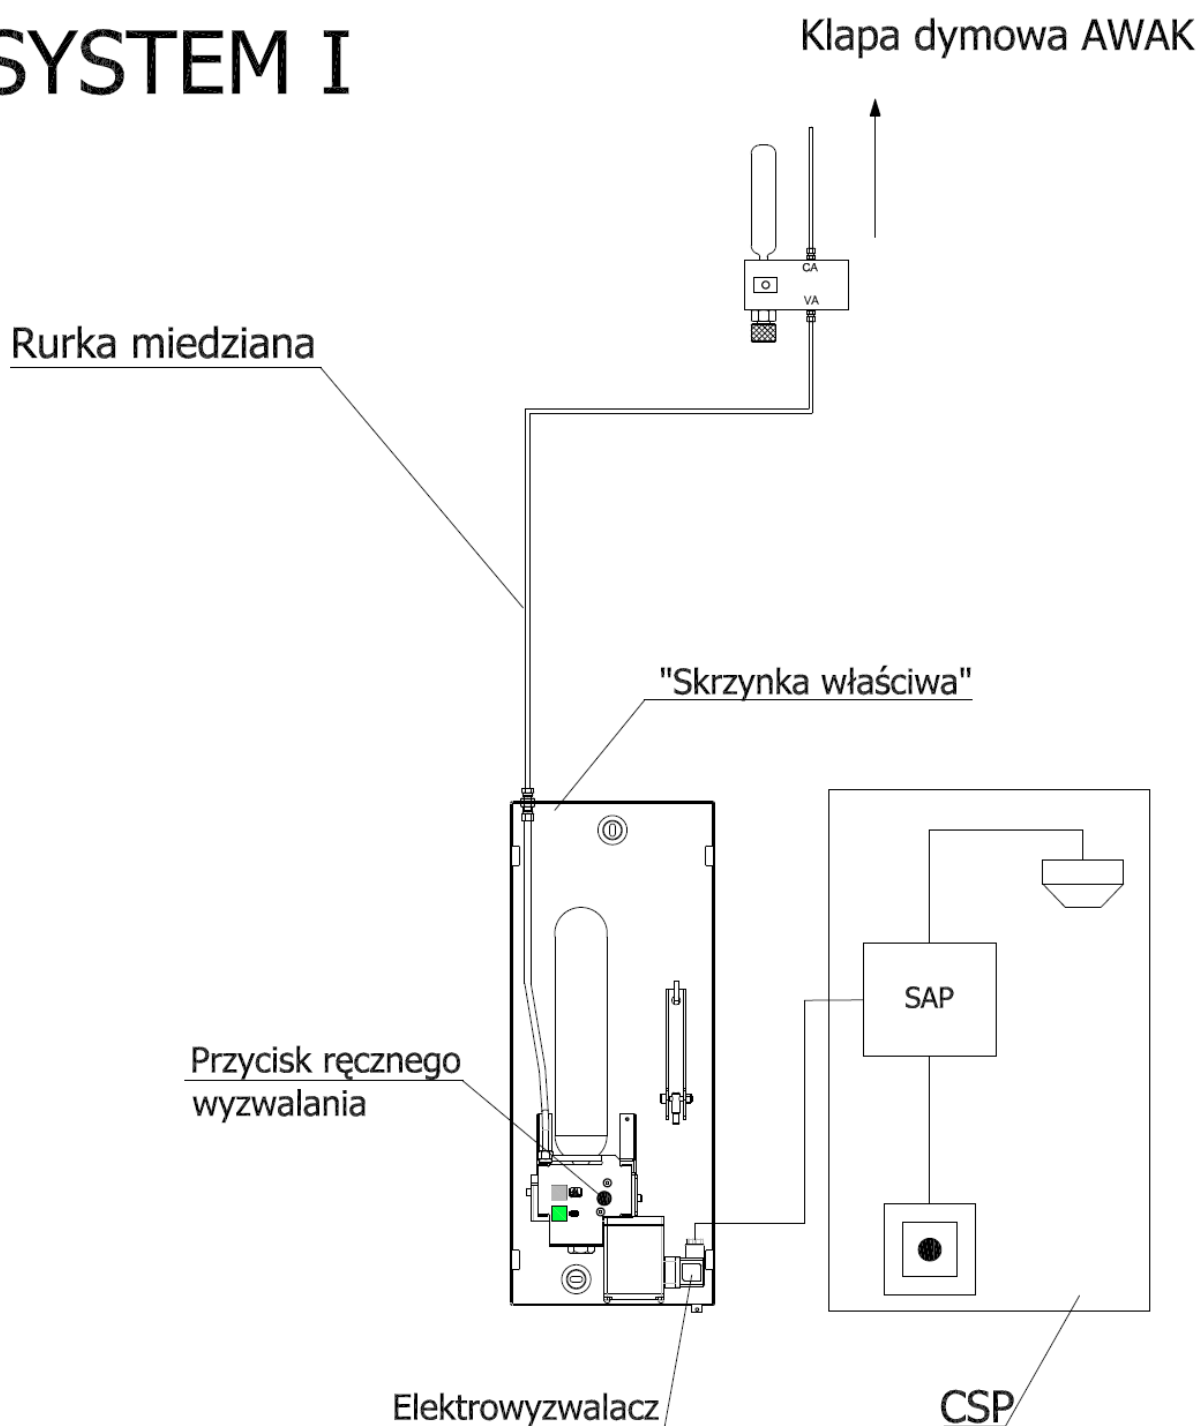 SYSTEM I
Klapa dymowa AWAK
CA
VA
Rurka miedziana
"Skrzynka właściwa"
SAP
Przycisk ręcznego
wyzwalania
Elektrowyzwalacz
CSP